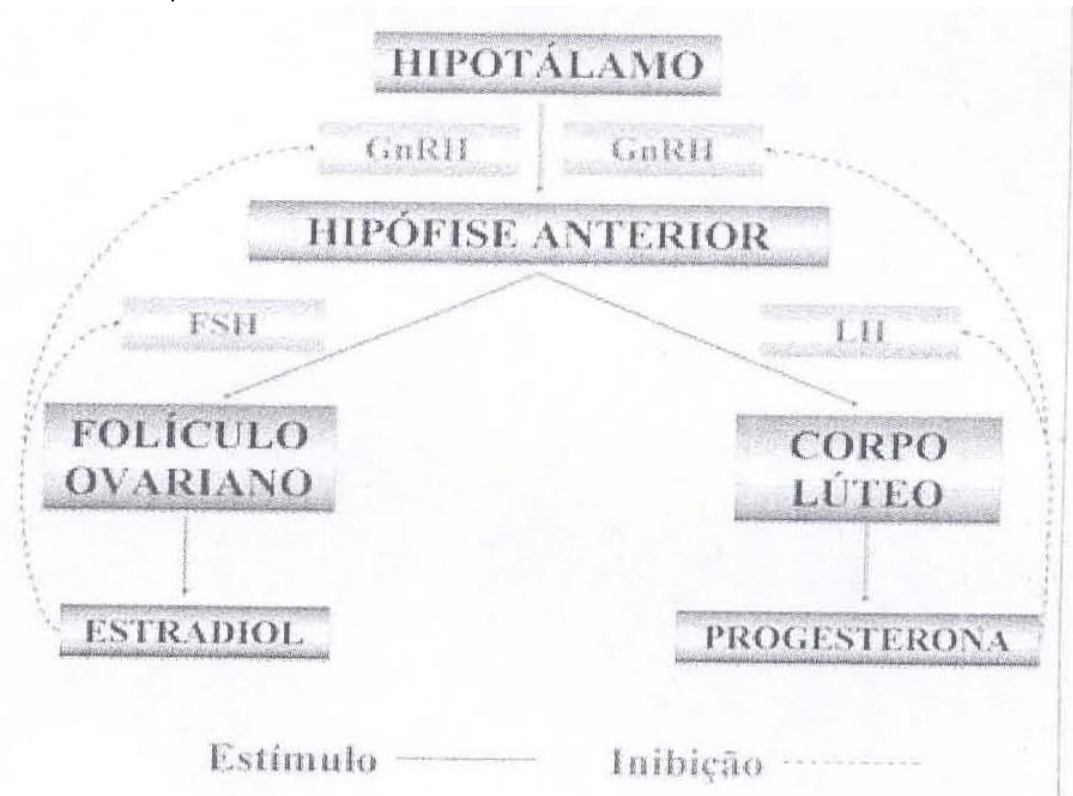 HIPOTÁLAMO
GnRH GnRH
HIPÓFISE ANTERIOR
FSH
LH
FOLÍCULO
OVARIANO
CORPO
LÚTEO
ESTRADIOL
PROGESTERONA
Estímulo
Inibição